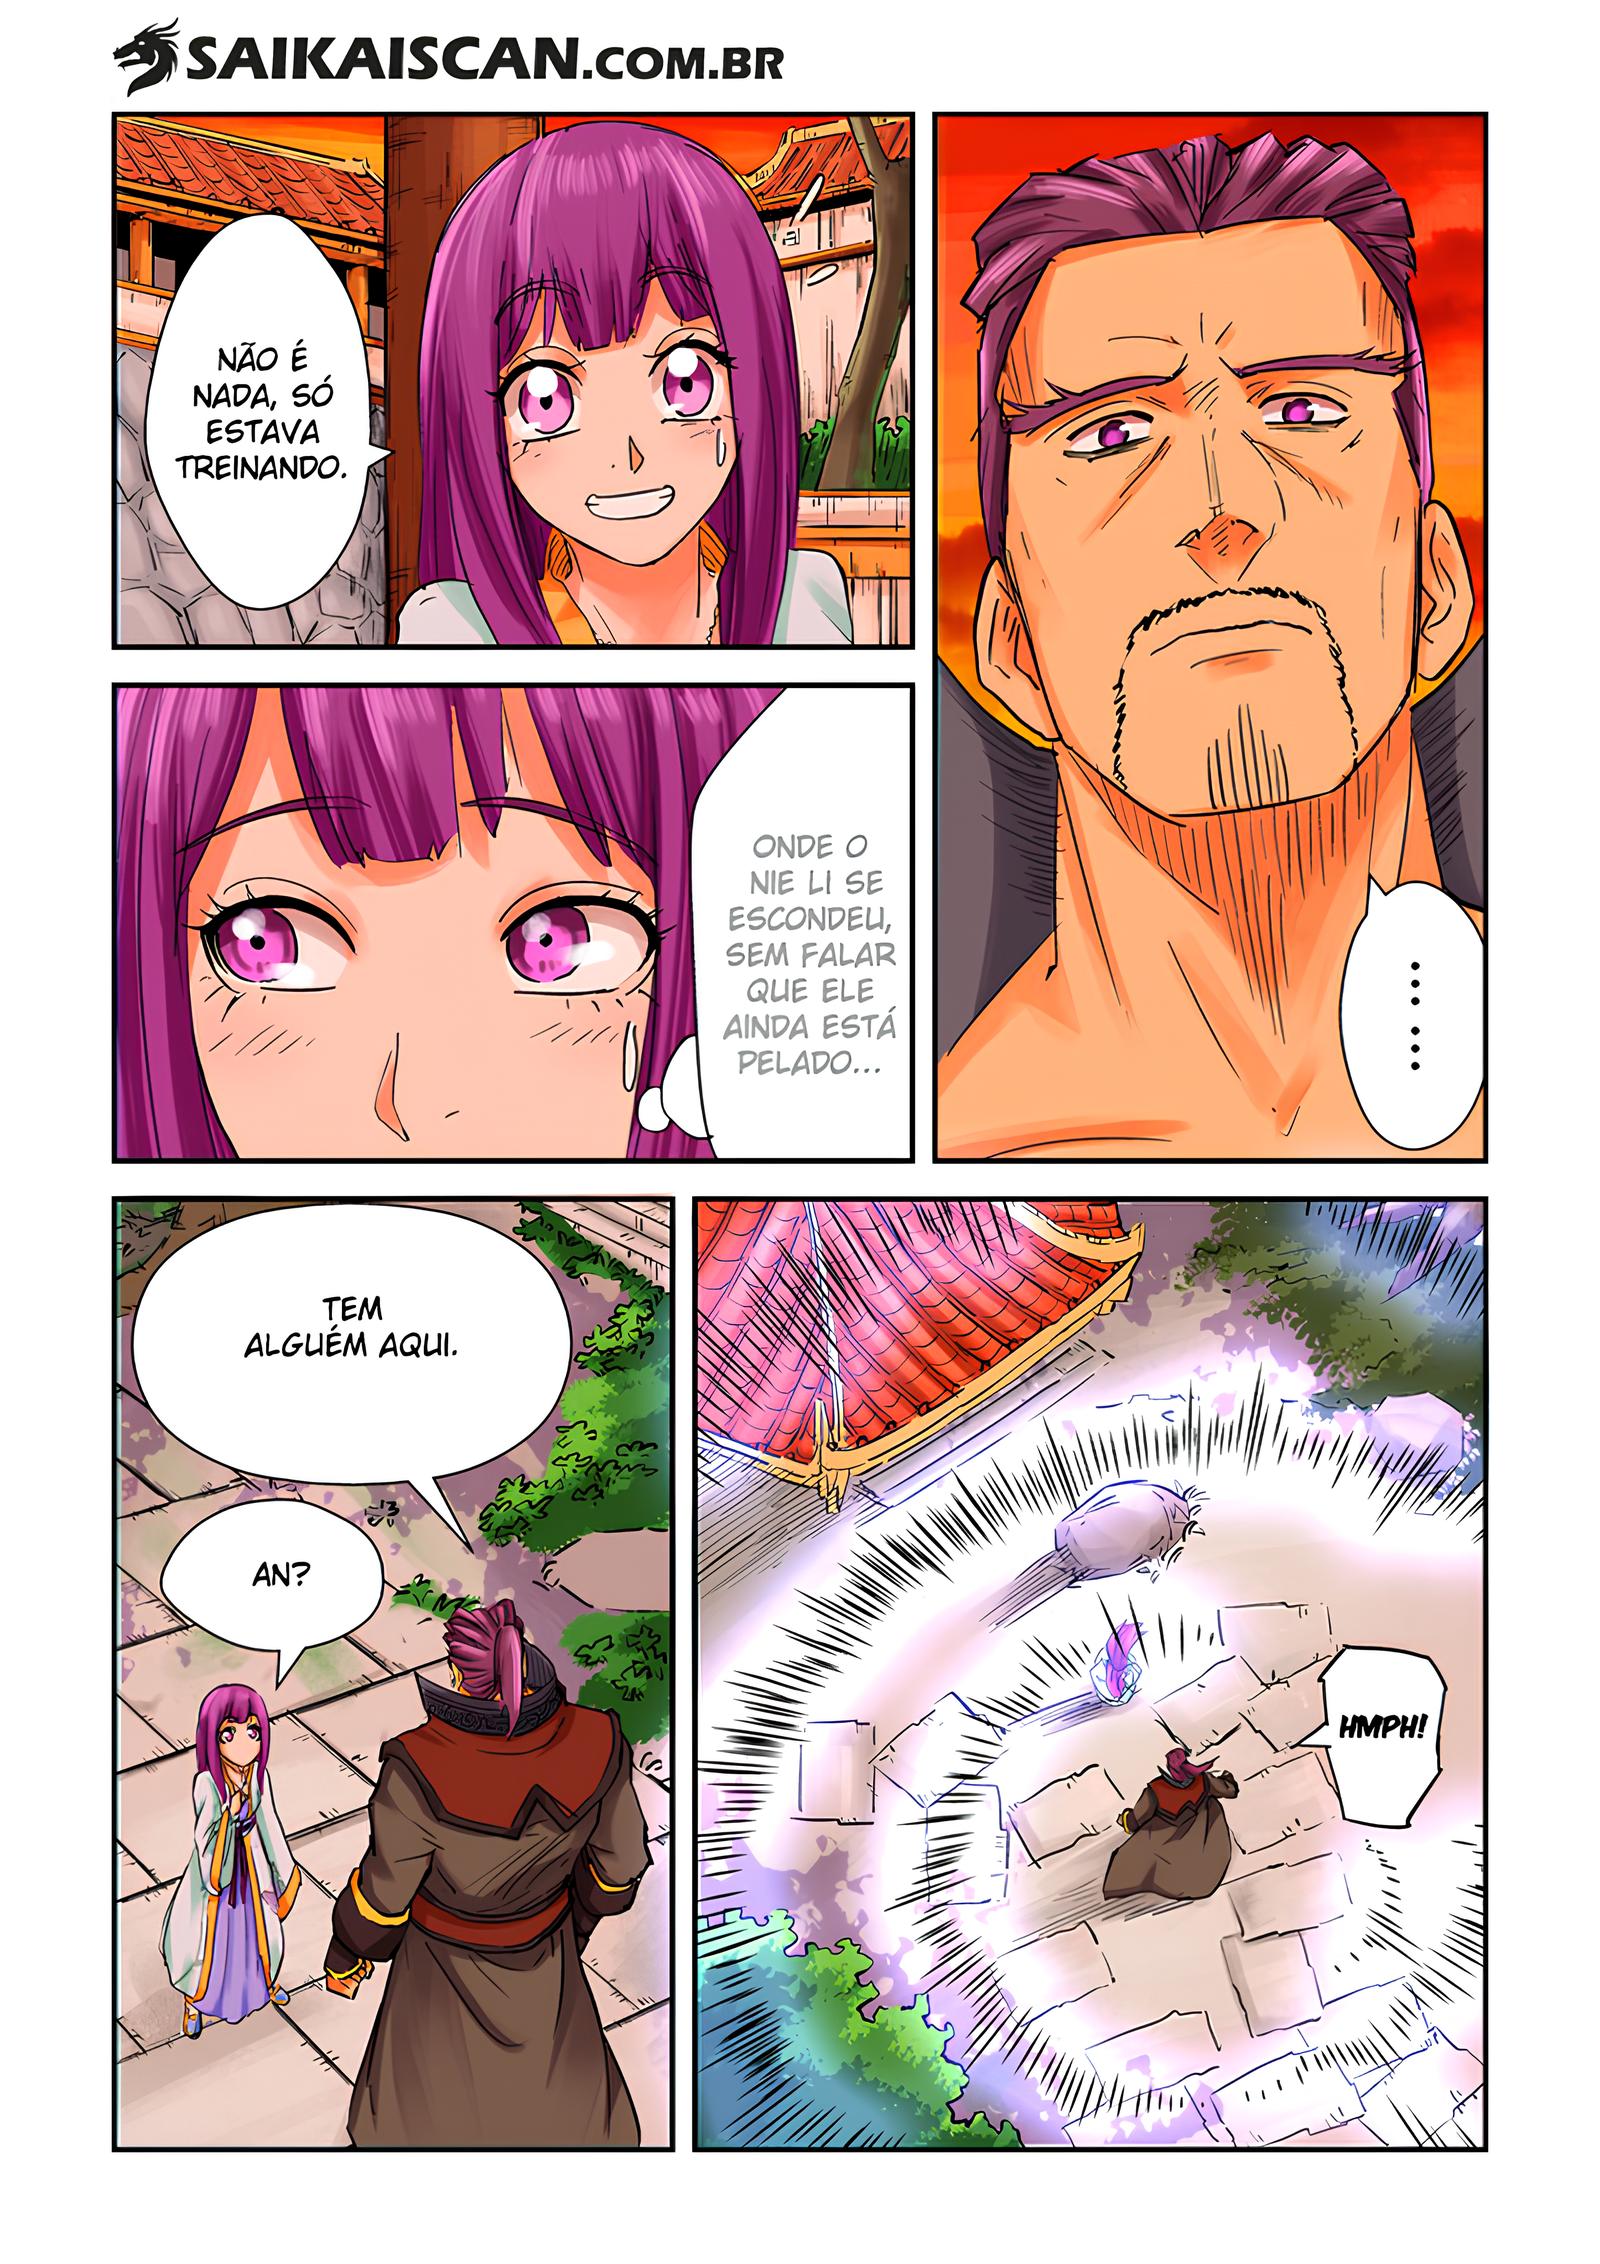 SAIKAISCAN.COM.BR
NÃO É
NADA, SÓ
ESTAVA
TREINANDO.
ONDE O
NIE LI SE
ESCONDEU,
SEM FALAR
QUE ELE
AINDA ESTÁ
PELADO...
......
TEM
ALGUÉM AQUI.
AN?
HMPH!